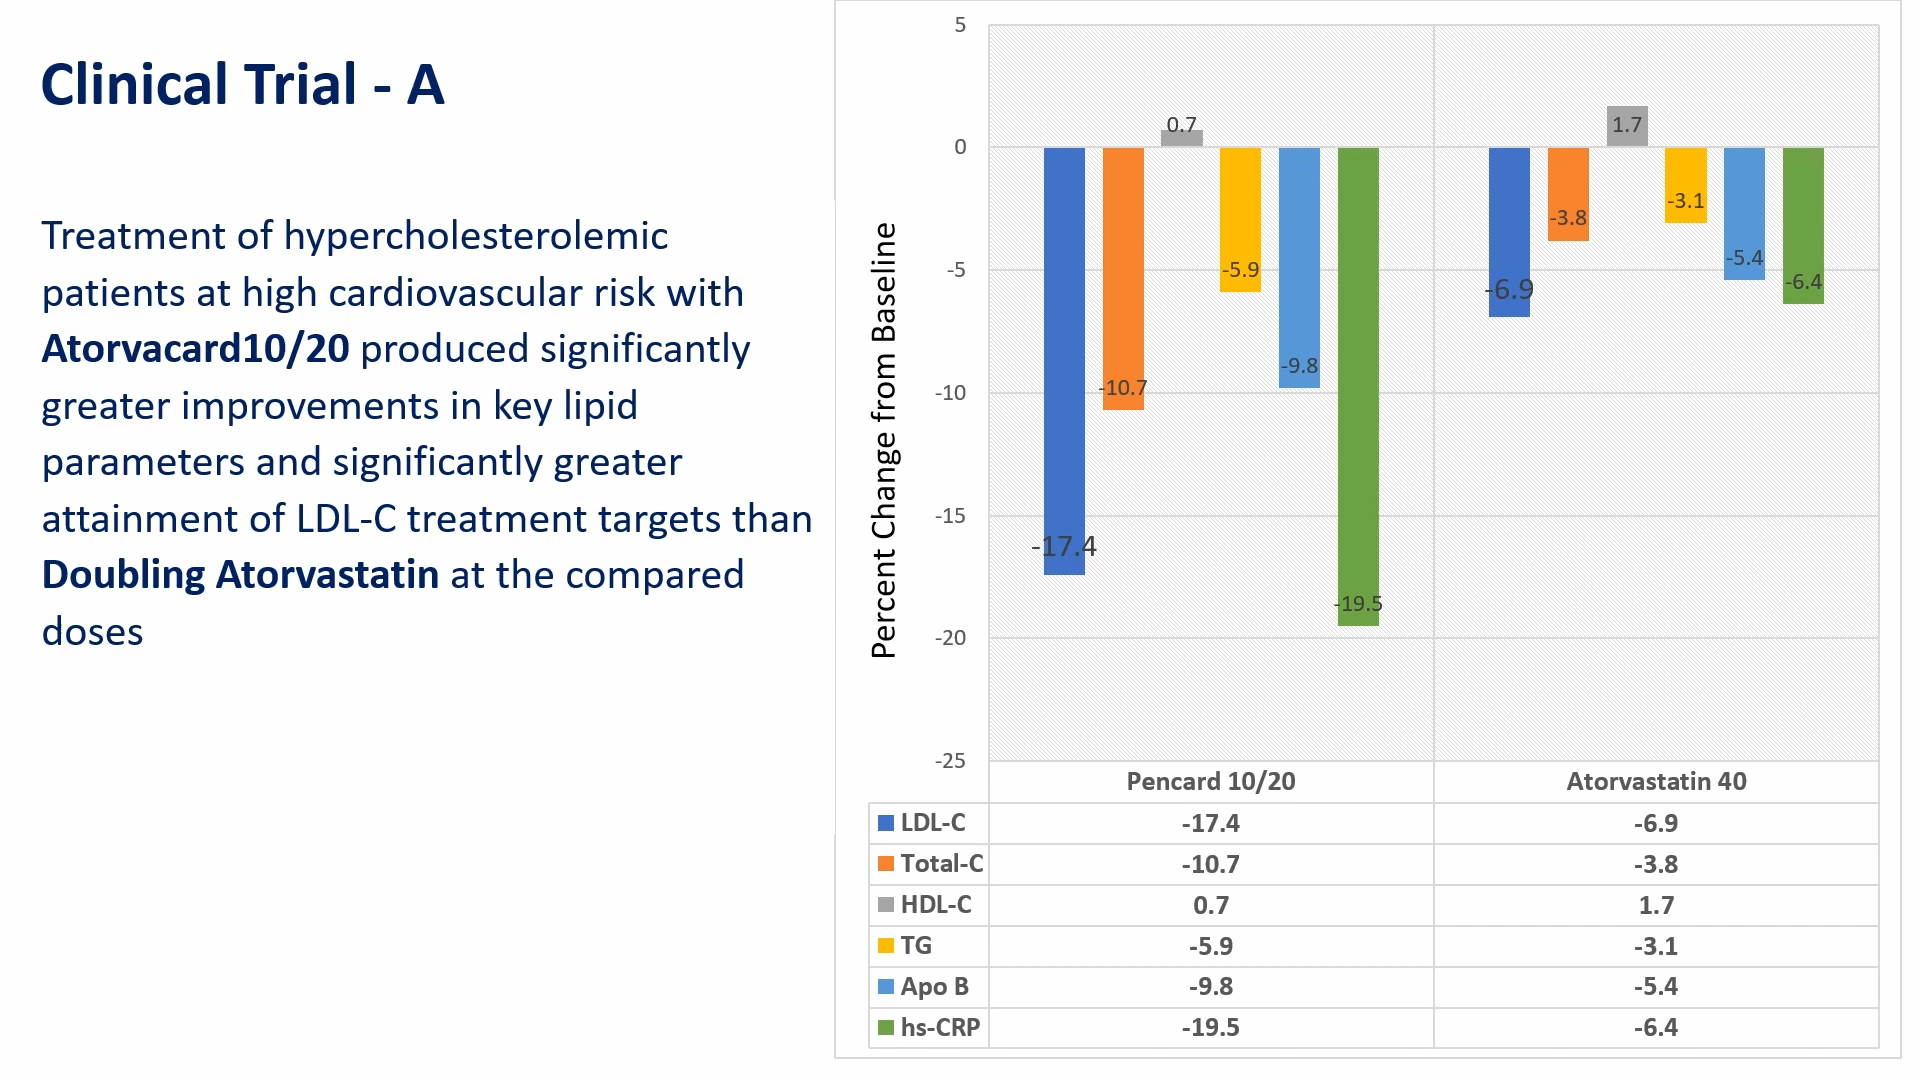 Clinical Trial - A
Treatment of hypercholesterolemic
patients at high cardiovascular risk with
Atorvacard10/20 produced significantly
greater improvements in key lipid
parameters and significantly greater
attainment of LDL-C treatment targets than
Doubling Atorvastatin at the compared
doses
Percent Change from Baseline
5
0
-5
-10
-15
-20
-25
-17.4
-10.7
0.7
-5.9
-9.8
-19.5
-6.9
-3.8
1.7
-3.1
-5.4
-6.4
Pencard 10/20 Atorvastatin 40
LDL-C -17.4 -6.9
Total-C -10.7 -3.8
HDL-C 0.7 1.7
TG -5.9 -3.1
Apo B -9.8 -5.4
hs-CRP -19.5 -6.4